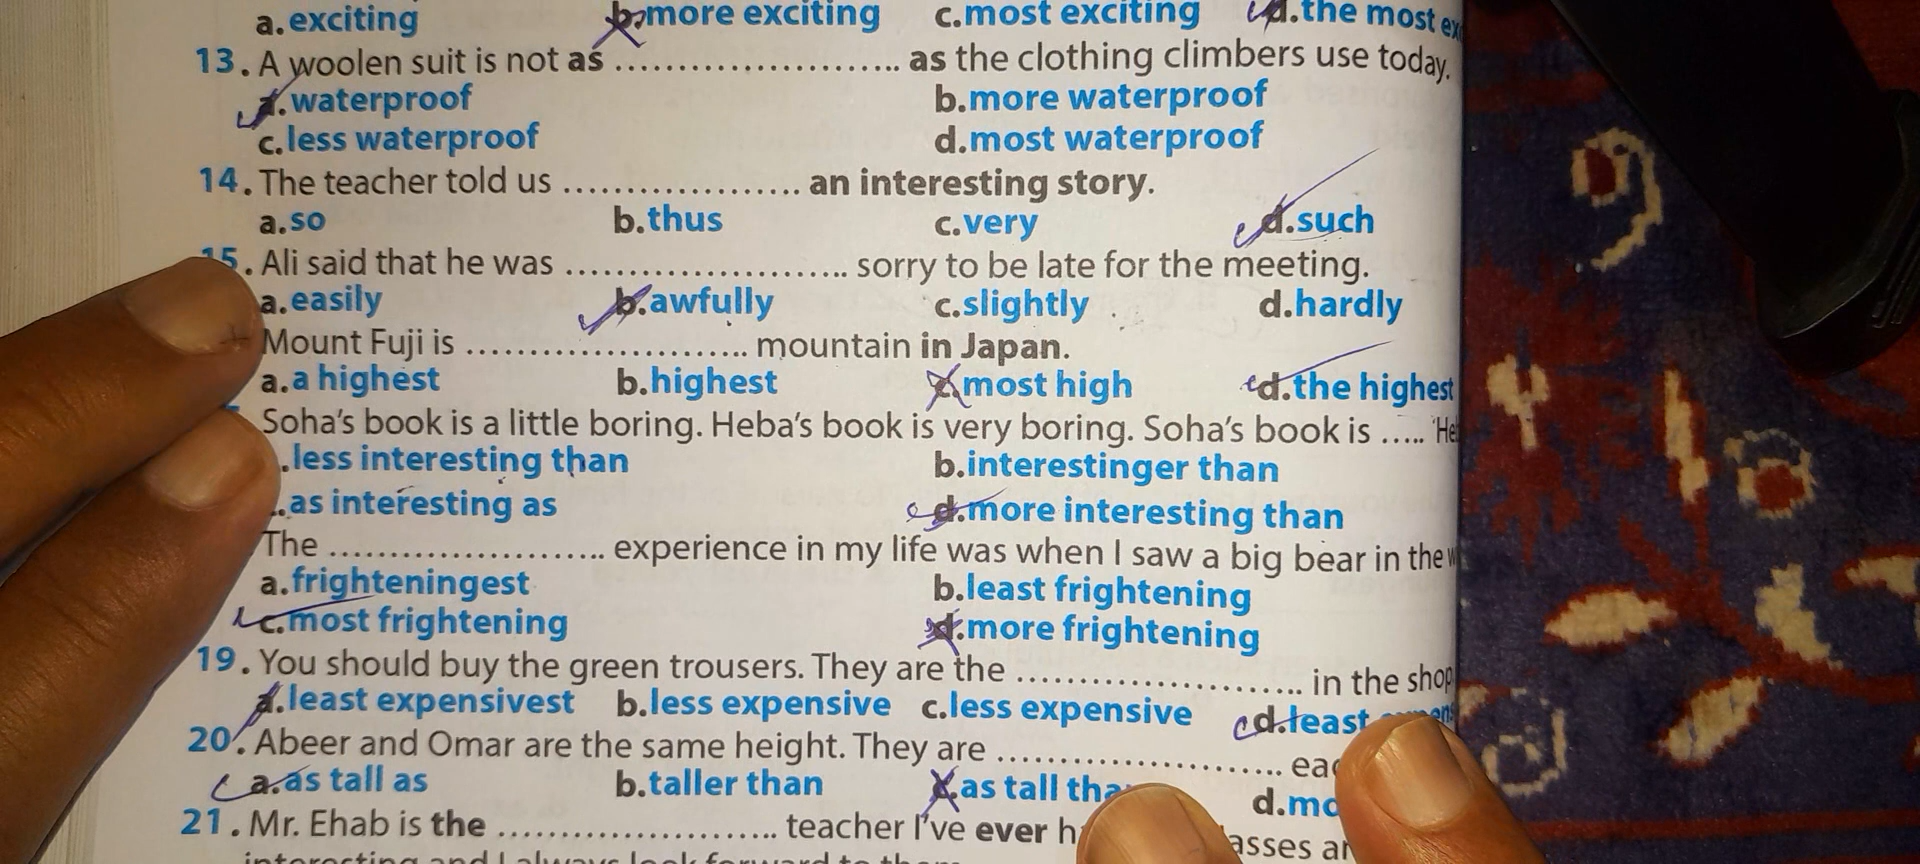 a.exciting b.more exciting c.most exciting d.the most
13. A woolen suit is not as ........................ as the clothing climbers use today.
a.waterproof b.more waterproof
c.less waterproof d.most waterproof
14. The teacher told us .................... an interesting story.
a.so b.thus c.very d.such
15. Ali said that he was ........................ sorry to be late for the meeting.
a.easily b.awfully c.slightly d.hardly
Mount Fuji is ........................ mountain in Japan.
a.a highest b.highest c.most high d.the highest
Soha's book is a little boring. Heba's book is very boring. Soha's book is .....
.less interesting than b.interestinger than
.as interesting as d.more interesting than
The ........................ experience in my life was when I saw a big bear in the
a.frighteningest b.least frightening
c.most frightening d.more frightening
19. You should buy the green trousers. They are the ........................ in the shop
a.least expensivest b.less expensive c.less expensive d.least
20. Abeer and Omar are the same height. They are ........................
a.as tall as b.taller than c.as tall d.
21. Mr. Ehab is the ........................ teacher I've ever
interesting and I always look forward to